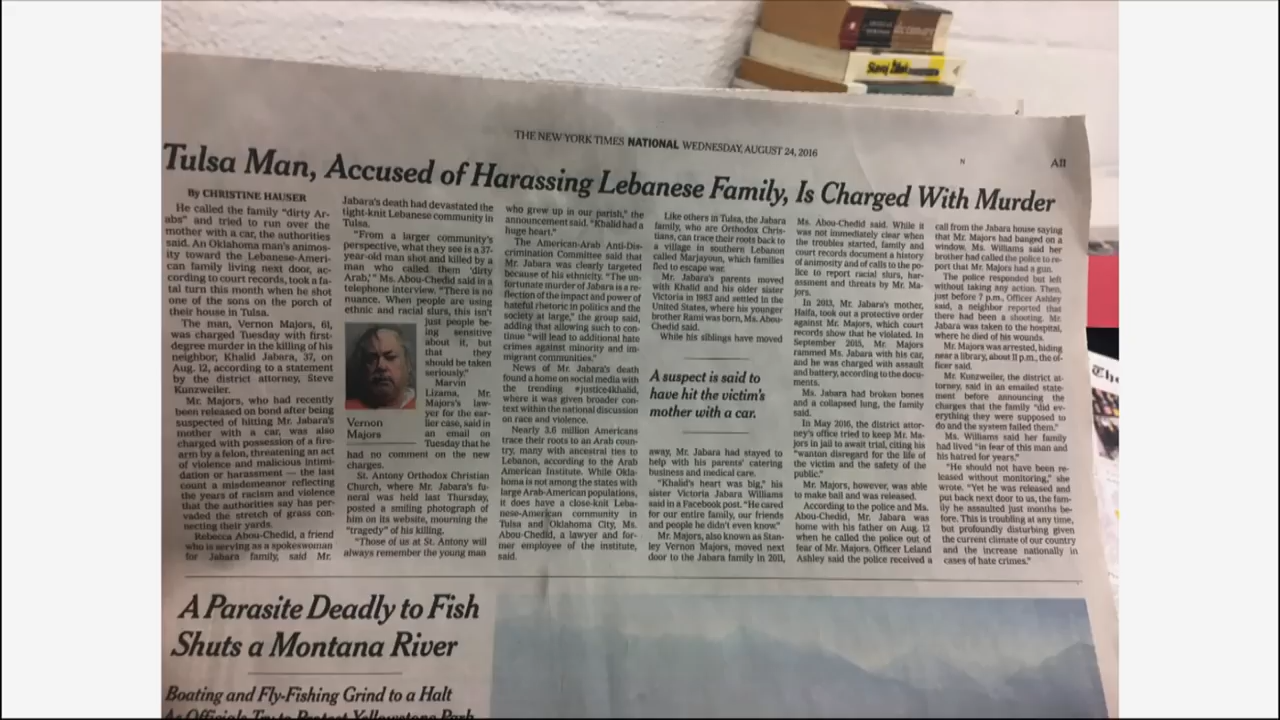 Slavoj Žižek
THE NEW YORK TIMES NATIONAL WEDNESDAY, AUGUST 24, 2016
N
A11
Tulsa Man, Accused of Harassing Lebanese Family, Is Charged With Murder
By CHRISTINE HAUSER
He called the family “dirty Ar-
abs” and tried to run over the
mother with a car, the authorities
said. An Oklahoma man's animos-
ity toward the Lebanese-Ameri-
can family living next door, ac-
cording to court records, took a fa-
tal turn this month when he shot
one of the sons on the porch of
their house in Tulsa.
The man, Vernon Majors, 61,
was charged Tuesday with first-
degree murder in the killing of his
neighbor, Khalid Jabara, 37, on
Aug. 12, according to a statement
by the district attorney, Steve
Kunzweiler.
Mr. Majors, who had recently
been released on bond after being
suspected of hitting Mr. Jabara's
mother with a car, was also
charged with possession of a fire-
arm by a felon, threatening an act
of violence and malicious intimi-
dation or harassment — the last
count a misdemeanor reflecting
the years of racism and violence
that the authorities say has per-
vaded the stretch of grass con-
necting their yards.
Rebecca Abou-Chedid, a friend
who is serving as a spokeswoman
for Jabara family, said Mr.
Jabara's death had devastated the
tight-knit Lebanese community in
Tulsa.
“From a larger community's
perspective, what they see is a 37-
year-old man shot and killed by a
man who called them ‘dirty
Arab,’” Ms. Abou-Chedid said in a
telephone interview. “There is no
nuance. When people are using
ethnic and racial slurs, this isn't
just people be-
ing sensitive
about it, but
that they
should be taken
seriously.”
Marvin
Lizama, Mr.
Majors's law-
yer for the ear-
lier case, said in
an email on
Tuesday that he
Vernon
Majors
had no comment on the new
charges.
St. Antony Orthodox Christian
Church, where Mr. Jabara's fu-
neral was held last Thursday,
posted a smiling photograph of
him on its website, mourning the
“tragedy” of his killing.
“Those of us at St. Antony will
always remember the young man
who grew up in our parish,” the
announcement said. “Khalid had a
huge heart.”
The American-Arab Anti-Dis-
crimination Committee said that
Mr. Jabara was clearly targeted
because of his ethnicity. “The un-
fortunate murder of Jabara is a re-
flection of the impact and power of
hateful rhetoric in politics and the
society at large,” the group said,
adding that allowing such to con-
tinue “will lead to additional hate
crimes against minority and im-
migrant communities.”
News of Mr. Jabara's death
found a home on social media with
the trending #justice4khalid,
where it was given broader con-
text within the national discussion
on race and violence.
Nearly 3.6 million Americans
trace their roots to an Arab coun-
try, many with ancestral ties to
Lebanon, according to the Arab
American Institute. While Okla-
homa is not among the states with
large Arab-American populations,
it does have a close-knit Leba-
nese-American community in
Tulsa and Oklahoma City, Ms.
Abou-Chedid, a lawyer and for-
mer employee of the institute,
said.
Like others in Tulsa, the Jabara
family, who are Orthodox Chris-
tians, can trace their roots back to
a village in southern Lebanon
called Marjayoun, which families
fled to escape war.
Mr. Jabara's parents moved
with Khalid and his older sister
Victoria in 1983 and settled in the
United States, where his younger
brother Rami was born, Ms. Abou-
Chedid said.
While his siblings have moved
A suspect is said to
have hit the victim's
mother with a car.
away, Mr. Jabara had stayed to
help with his parents' catering
business and medical care.
“Khalid's heart was big,” his
sister Victoria Jabara Williams
said in a Facebook post. “He cared
for our entire family, our friends
and people he didn't even know.”
Mr. Majors, also known as Stan-
ley Vernon Majors, moved next
door to the Jabara family in 2011,
Ms. Abou-Chedid said. While it
was not immediately clear when
the troubles started, family and
court records document a history
of animosity and of calls to the po-
lice to report racial slurs, har-
assment and threats by Mr. Ma-
jors.
In 2013, Mr. Jabara's mother,
Haifa, took out a protective order
against Mr. Majors, which court
records show that he violated. In
September 2015, Mr. Majors
rammed Ms. Jabara with his car,
and he was charged with assault
and battery, according to the docu-
ments.
Ms. Jabara had broken bones
and a collapsed lung, the family
said.
In May 2016, the district attor-
ney's office tried to keep Mr. Ma-
jors in jail to await trial, citing his
“wanton disregard for the life of
the victim and the safety of the
public.”
Mr. Majors, however, was able
to make bail and was released.
According to the police and Ms.
Abou-Chedid, Mr. Jabara was
home with his father on Aug. 12
when he called the police out of
fear of Mr. Majors. Officer Leland
Ashley said the police received a
call from the Jabara house saying
that Mr. Majors had banged on a
window. Ms. Williams said her
brother had called the police to re-
port that Mr. Majors had a gun.
The police responded but left
without taking any action. Then,
just before 7 p.m., Officer Ashley
said, a neighbor reported that
there had been a shooting. Mr.
Jabara was taken to the hospital,
where he died of his wounds.
Mr. Majors was arrested, hiding
near a library, about 11 p.m., the of-
ficer said.
Mr. Kunzweiler, the district at-
torney, said in an emailed state-
ment before announcing the
charges that the family “did ev-
erything they were supposed to
do and the system failed them.”
Ms. Williams said her family
had lived “in fear of this man and
his hatred for years.”
“He should not have been re-
leased without monitoring,” she
wrote. “Yet he was released and
put back next door to us, the fam-
ily he assaulted just months be-
fore. This is troubling at any time,
but profoundly disturbing given
the current climate of our country
and the increase nationally in
cases of hate crimes.”
The
A Parasite Deadly to Fish
Shuts a Montana River
Boating and Fly-Fishing Grind to a Halt
As Officials Try to Protect Yellowstone Park